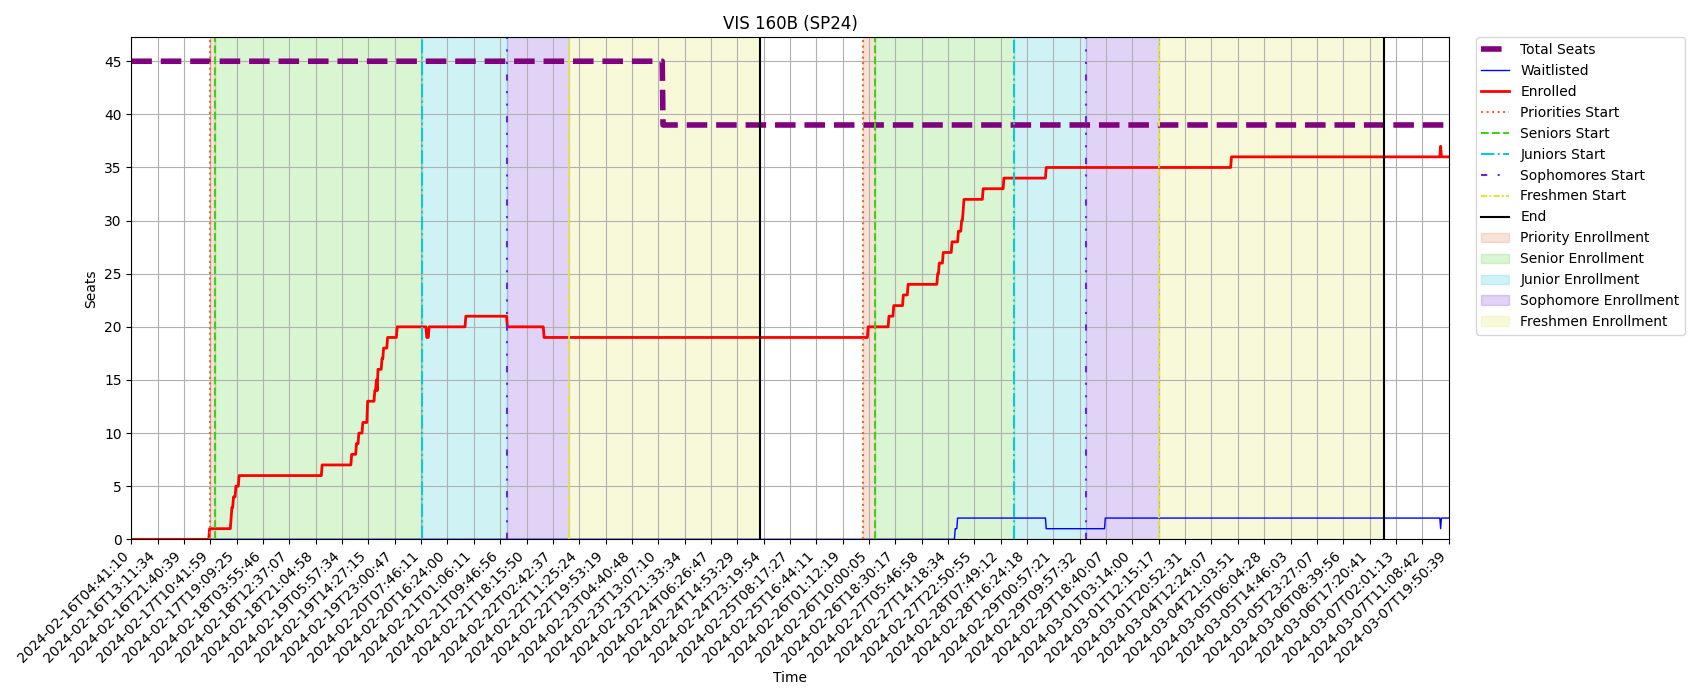 VIS 160B (SP24)
Total Seats
Waitlisted
Enrolled
Priorities Start
Seniors Start
Juniors Start
Sophomores Start
Freshmen Start
End
Priority Enrollment
Senior Enrollment
Junior Enrollment
Sophomore Enrollment
Freshmen Enrollment
Seats
45
40
35
30
25
20
15
10
5
0
2024-02-16T04:41:10
2024-02-16T13:11:34
2024-02-16T21:40:39
2024-02-17T10:41:59
2024-02-17T19:09:25
2024-02-18T03:55:46
2024-02-18T12:37:07
2024-02-18T21:04:58
2024-02-19T05:57:34
2024-02-19T14:27:15
2024-02-19T23:00:47
2024-02-20T07:46:11
2024-02-20T16:24:00
2024-02-21T01:06:11
2024-02-21T09:46:56
2024-02-21T18:15:50
2024-02-22T02:42:37
2024-02-22T11:25:24
2024-02-22T19:53:19
2024-02-23T04:40:48
2024-02-23T13:07:10
2024-02-23T21:33:34
2024-02-24T06:26:47
2024-02-24T14:53:29
2024-02-24T23:19:54
2024-02-25T08:17:27
2024-02-25T16:44:11
2024-02-26T01:12:19
2024-02-26T10:00:05
2024-02-26T18:30:17
2024-02-27T05:46:58
2024-02-27T14:18:34
2024-02-27T22:50:55
2024-02-28T07:49:12
2024-02-28T16:24:18
2024-02-29T00:57:21
2024-02-29T09:57:32
2024-02-29T18:40:07
2024-03-01T03:14:00
2024-03-01T12:15:17
2024-03-01T20:52:31
2024-03-04T12:24:07
2024-03-04T21:03:51
2024-03-05T06:04:28
2024-03-05T14:46:03
2024-03-05T23:27:07
2024-03-06T08:39:56
2024-03-06T17:20:41
2024-03-07T02:01:13
2024-03-07T11:08:42
2024-03-07T19:50:39
Time